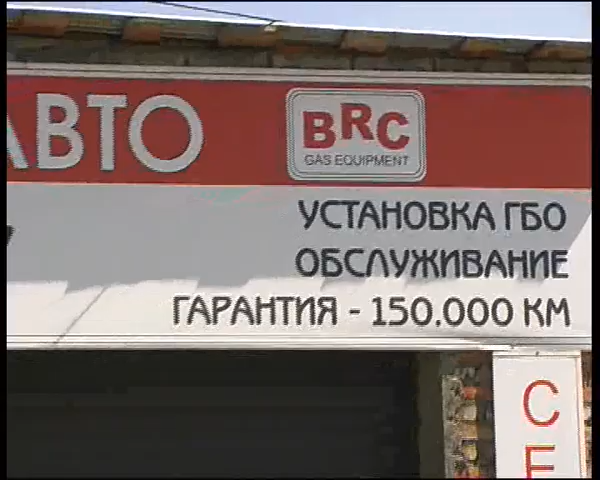 АВТО
BRC
GAS EQUIPMENT
УСТАНОВКА ГБО
ОБСЛУЖИВАНИЕ
ГАРАНТИЯ - 150.000 КМ
С
Е